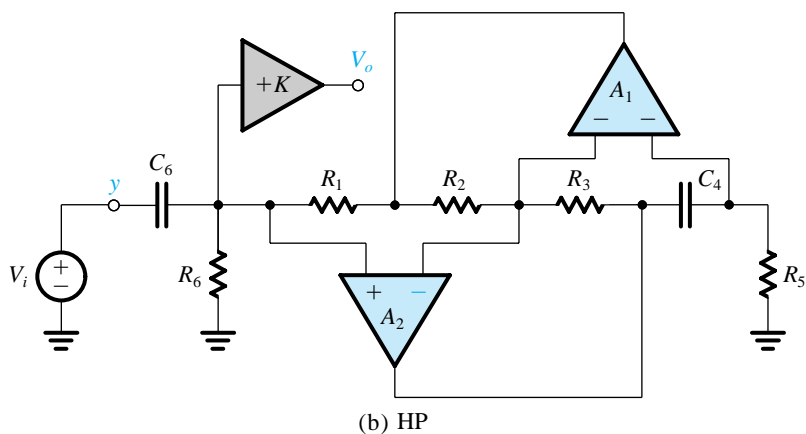 +K
V_o
A_1
− −
y
C_6
R_1
R_2
R_3
C_4
V_i
+
−
R_6
+ −
A_2
R_5
(b) HP